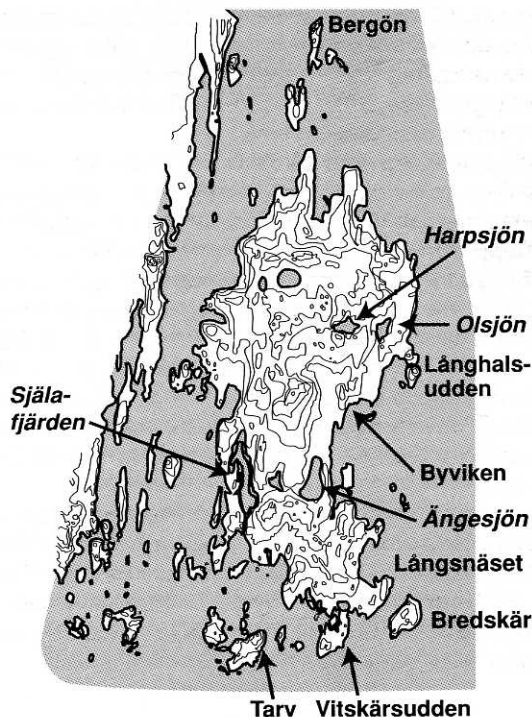 Bergön
Harpsjön
Olsjön
Långhals-
udden
Själa-
fjärden
Byviken
Ängesjön
Långsnäset
Bredskär
Tarv
Vitskärsudden